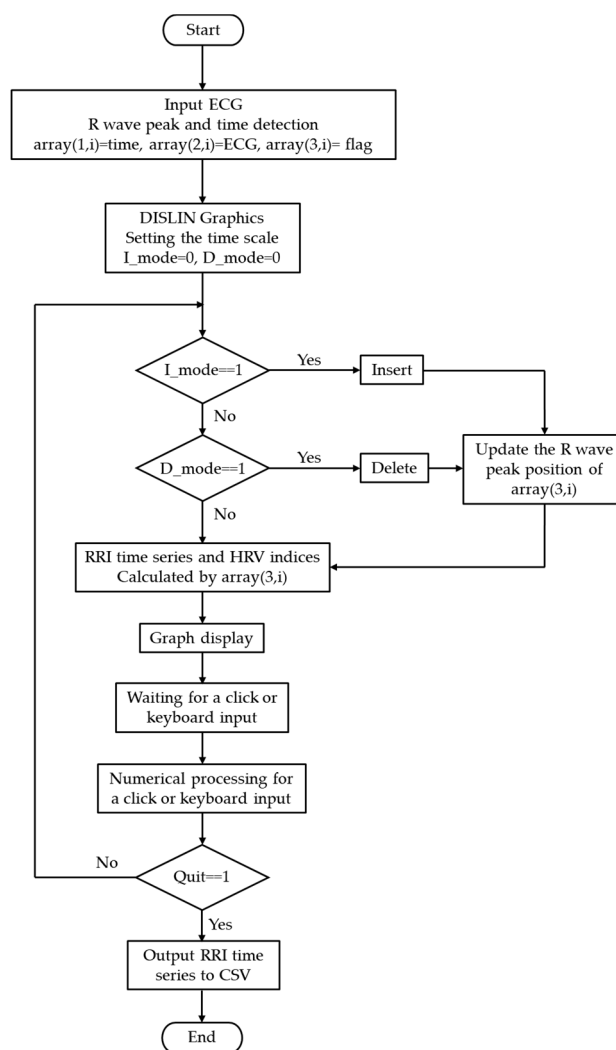 Start
Input ECG
R wave peak and time detection
array(1,i)=time, array(2,i)=ECG, array(3,i)= flag
DISLIN Graphics
Setting the time scale
I_mode=0, D_mode=0
I_mode==1
Yes
Insert
No
D_mode==1
Yes
Delete
Update the R wave
peak position of
array(3,i)
No
RRI time series and HRV indices
Calculated by array(3,i)
Graph display
Waiting for a click or
keyboard input
Numerical processing for
a click or keyboard input
No
Quit==1
Yes
Output RRI time
series to CSV
End